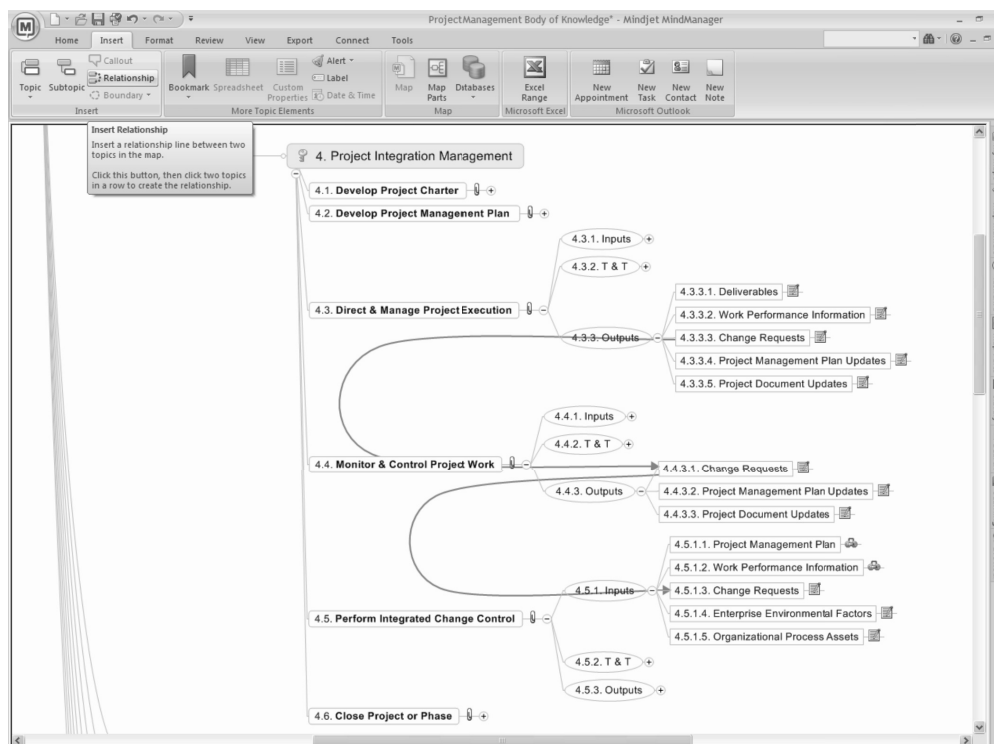 ProjectManagement Body of Knowledge* - Mindjet MindManager
Home Insert Format Review View Export Connect Tools
Topic
Subtopic
Callout
Relationship
Boundary
Insert
Bookmark
Spreadsheet
Custom Properties
Alert
Label
Date & Time
More Topic Elements
Map
Map Parts
Databases
Map
Excel Range
Microsoft Excel
New Appointment
New Task
New Contact
New Note
Microsoft Outlook
Insert Relationship
Insert a relationship line between two
topics in the map.
Click this button, then click two topics
in a row to create the relationship.
4. Project Integration Management
4.1. Develop Project Charter
4.2. Develop Project Management Plan
4.3. Direct & Manage Project Execution
4.3.1. Inputs
4.3.2. T & T
4.3.3. Outputs
4.3.3.1. Deliverables
4.3.3.2. Work Performance Information
4.3.3.3. Change Requests
4.3.3.4. Project Management Plan Updates
4.3.3.5. Project Document Updates
4.4. Monitor & Control Project Work
4.4.1. Inputs
4.4.2. T & T
4.4.3. Outputs
4.4.3.1. Change Requests
4.4.3.2. Project Management Plan Updates
4.4.3.3. Project Document Updates
4.5. Perform Integrated Change Control
4.5.1. Inputs
4.5.1.1. Project Management Plan
4.5.1.2. Work Performance Information
4.5.1.3. Change Requests
4.5.1.4. Enterprise Environmental Factors
4.5.1.5. Organizational Process Assets
4.5.2. T & T
4.5.3. Outputs
4.6. Close Project or Phase